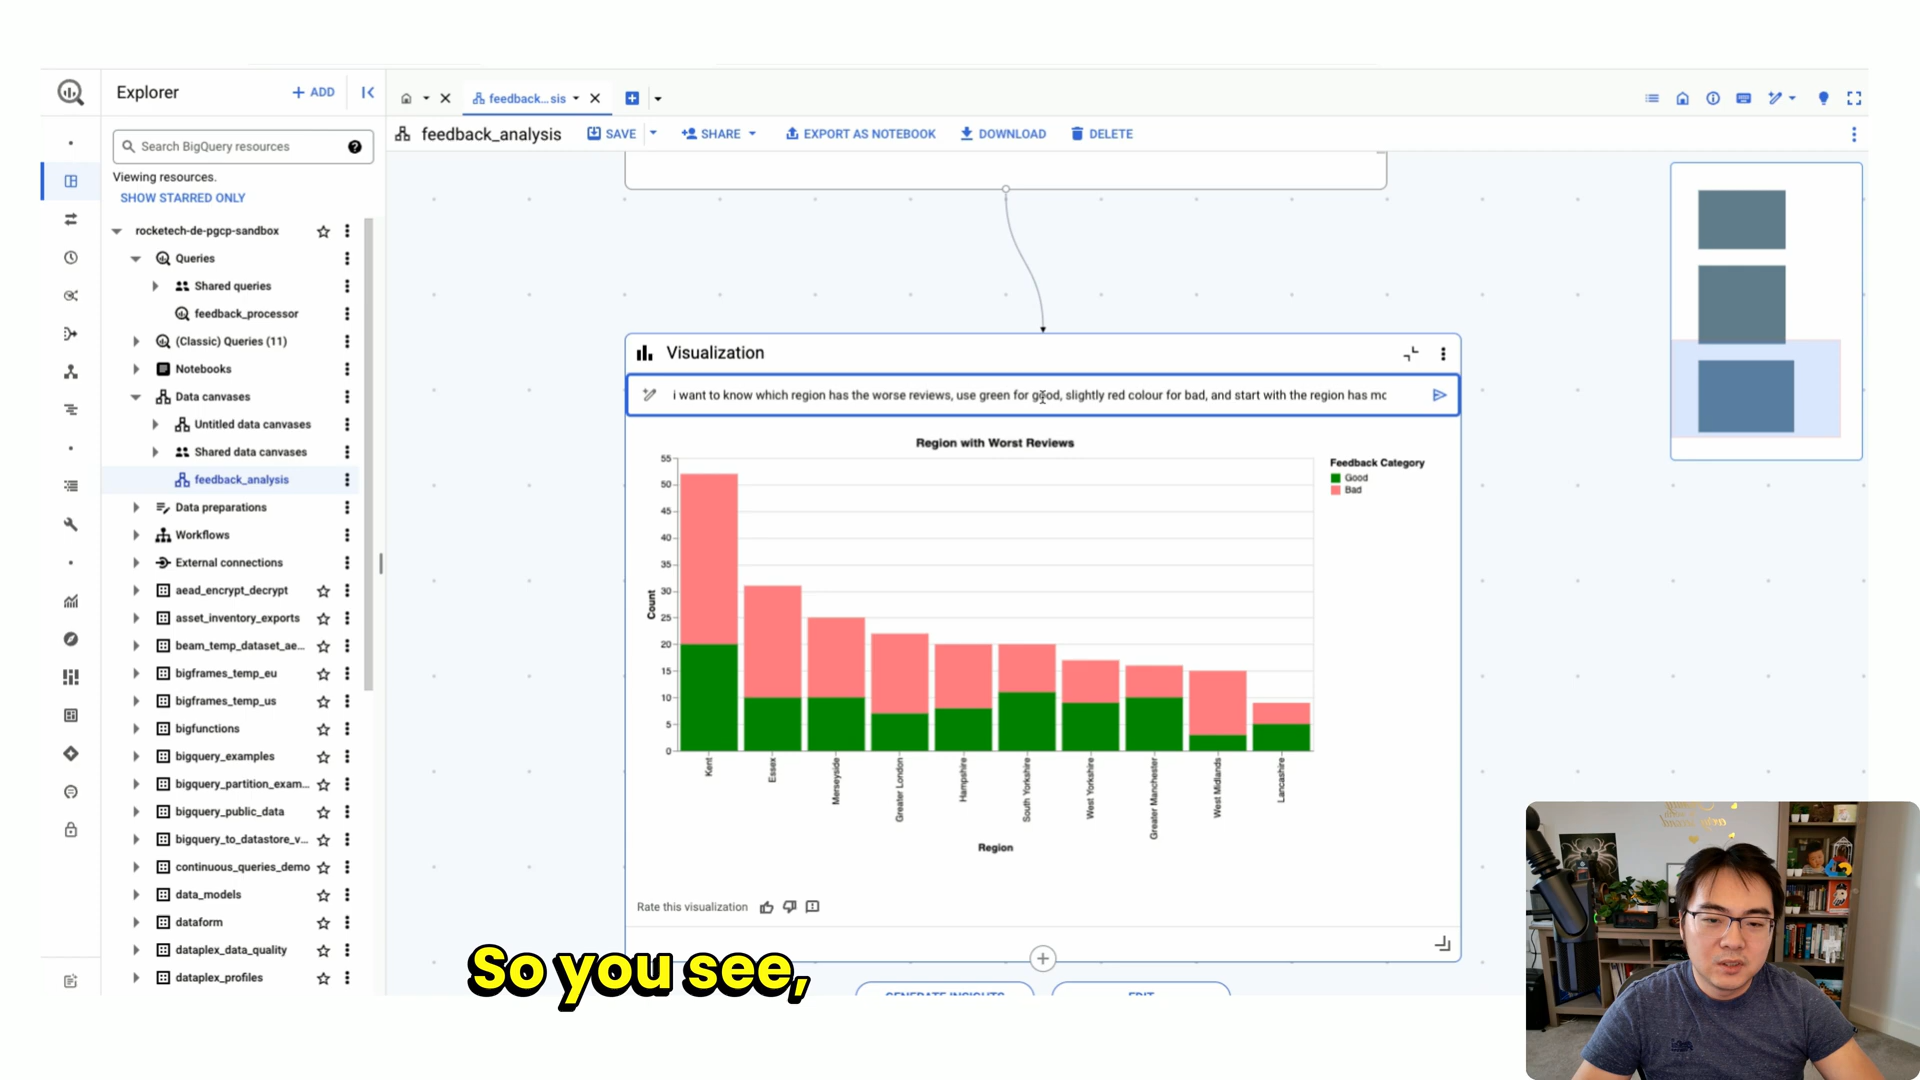 Explorer
ADD
Search BigQuery resources
Viewing resources.
SHOW STARRED ONLY
rocketech-de-pgcp-sandbox
Queries
Shared queries
feedback_processor
(Classic) Queries (11)
Notebooks
Data canvases
Untitled data canvases
Shared data canvases
feedback_analysis
Data preparations
Workflows
External connections
aead_encrypt_decrypt
asset_inventory_exports
beam_temp_dataset_ae...
bigframes_temp_eu
bigframes_temp_us
bigfunctions
bigquery_examples
bigquery_partition_exam...
bigquery_public_data
bigquery_to_datastore_v...
continuous_queries_demo
data_models
dataform
dataplex_data_quality
dataplex_profiles
feedback...sis
feedback_analysis
SAVE
SHARE
EXPORT AS NOTEBOOK
DOWNLOAD
DELETE
Visualization
i want to know which region has the worse reviews, use green for good, slightly red colour for bad, and start with the region has mo
Region with Worst Reviews
Feedback Category
Good
Bad
Count
55
50
45
40
35
30
25
20
15
10
5
0
Kent
Essex
Merseyside
Greater London
Hampshire
South Yorkshire
West Yorkshire
Greater Manchester
West Midlands
Lancashire
Region
Rate this visualization
GENERATE INSIGHTS
EDIT
So you see,